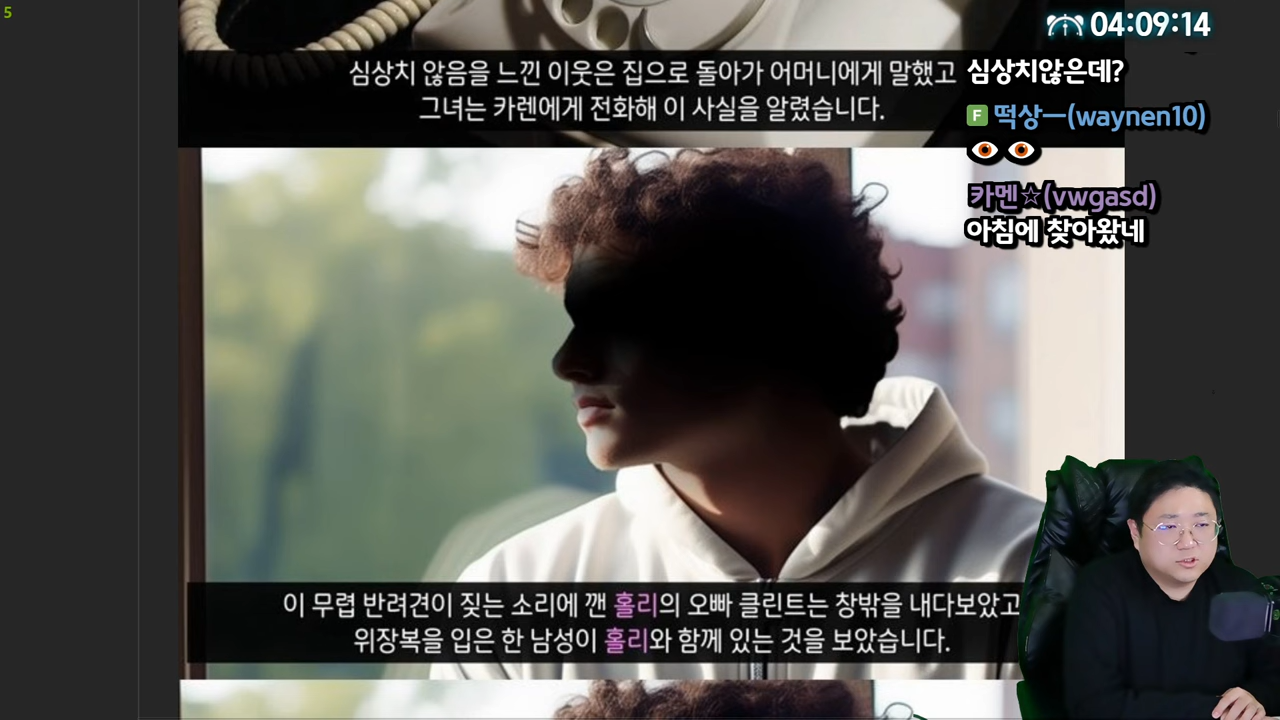 5
04:09:14
심상치 않음을 느낀 이웃은 집으로 돌아가 어머니에게 말했고
그녀는 카렌에게 전화해 이 사실을 알렸습니다.
심상치않은데?
F 떡상ㅡ(waynen10)
카멘☆(vwgasd)
아침에 찾아왔네
이 무렵 반려견이 짖는 소리에 깬 홀리의 오빠 클린트는 창밖을 내다보았고
위장복을 입은 한 남성이 홀리와 함께 있는 것을 보았습니다.